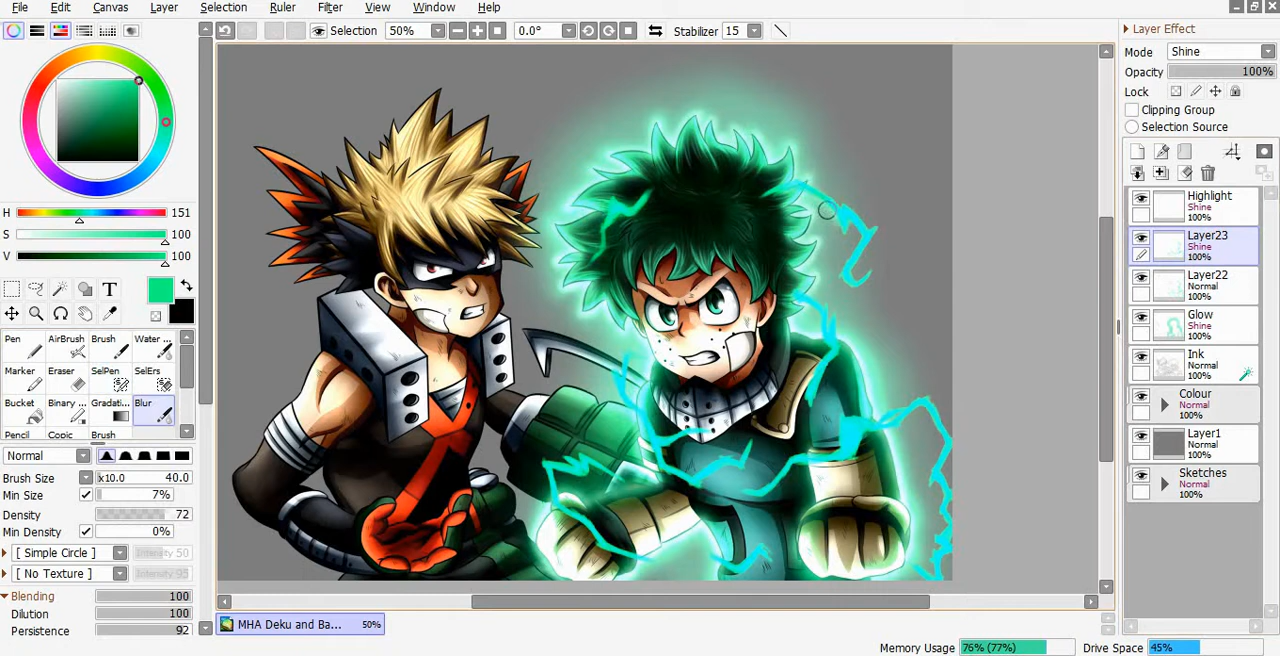 File Edit Canvas Layer Selection Ruler Filter View Window Help
Selection 50% 0.0° Stabilizer 15
H 151
S 100
V 100
T
Pen AirBrush Brush Water ...
Marker Eraser SelPen SelErs
Bucket Binary ... Gradati... Blur
Pencil Copic Brush
Normal
Brush Size x10.0 40.0
Min Size 7%
Density 72
Min Density 0%
[ Simple Circle ] Intensity 50
[ No Texture ] Intensity 95
Blending 100
Dilution 100
Persistence 92
MHA Deku and Ba... 50%
Layer Effect
Mode Shine
Opacity 100%
Lock
Clipping Group
Selection Source
Highlight
Shine
100%
Layer23
Shine
100%
Layer22
Normal
100%
Glow
Shine
100%
Ink
Normal
100%
Colour
Normal
100%
Layer1
Normal
100%
Sketches
Normal
100%
Memory Usage 76% (77%) Drive Space 45%